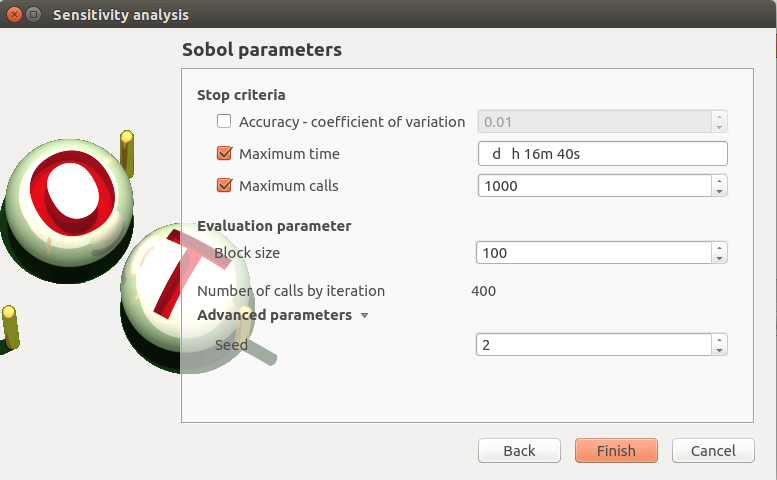 Sensitivity analysis
Sobol parameters
Stop criteria
Accuracy - coefficient of variation 0.01
Maximum time d h 16m 40s
Maximum calls 1000
Evaluation parameter
Block size 100
Number of calls by iteration 400
Advanced parameters
Seed 2
Back Finish Cancel
O
T